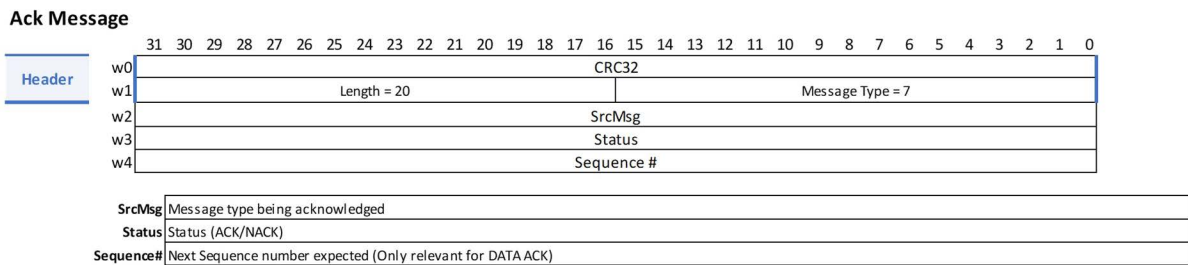 Ack Message
31 30 29 28 27 26 25 24 23 22 21 20 19 18 17 16 15 14 13 12 11 10 9 8 7 6 5 4 3 2 1 0
Header
w0 CRC32
w1 Length = 20 Message Type = 7
w2 SrcMsg
w3 Status
w4 Sequence #
SrcMsg Message type being acknowledged
Status Status (ACK/NACK)
Sequence# Next Sequence number expected (Only relevant for DATA ACK)